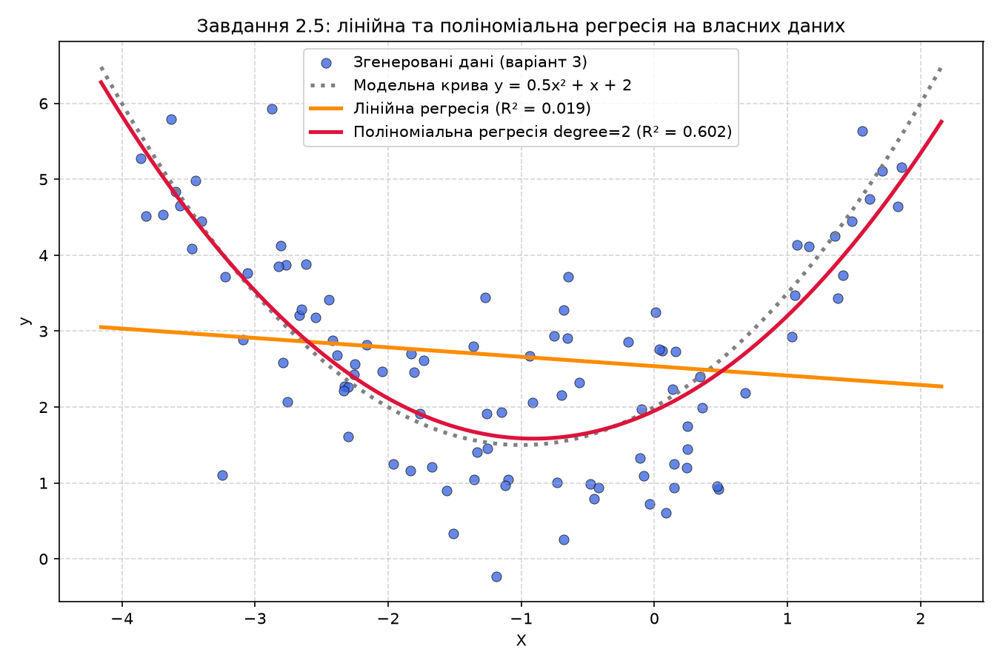 Завдання 2.5: лінійна та поліноміальна регресія на власних даних
Згенеровані дані (варіант 3)
Модельна крива y = 0.5x² + x + 2
Лінійна регресія (R² = 0.019)
Поліноміальна регресія degree=2 (R² = 0.602)
6
5
4
3
2
1
0
y
−4
−3
−2
−1
0
1
2
X